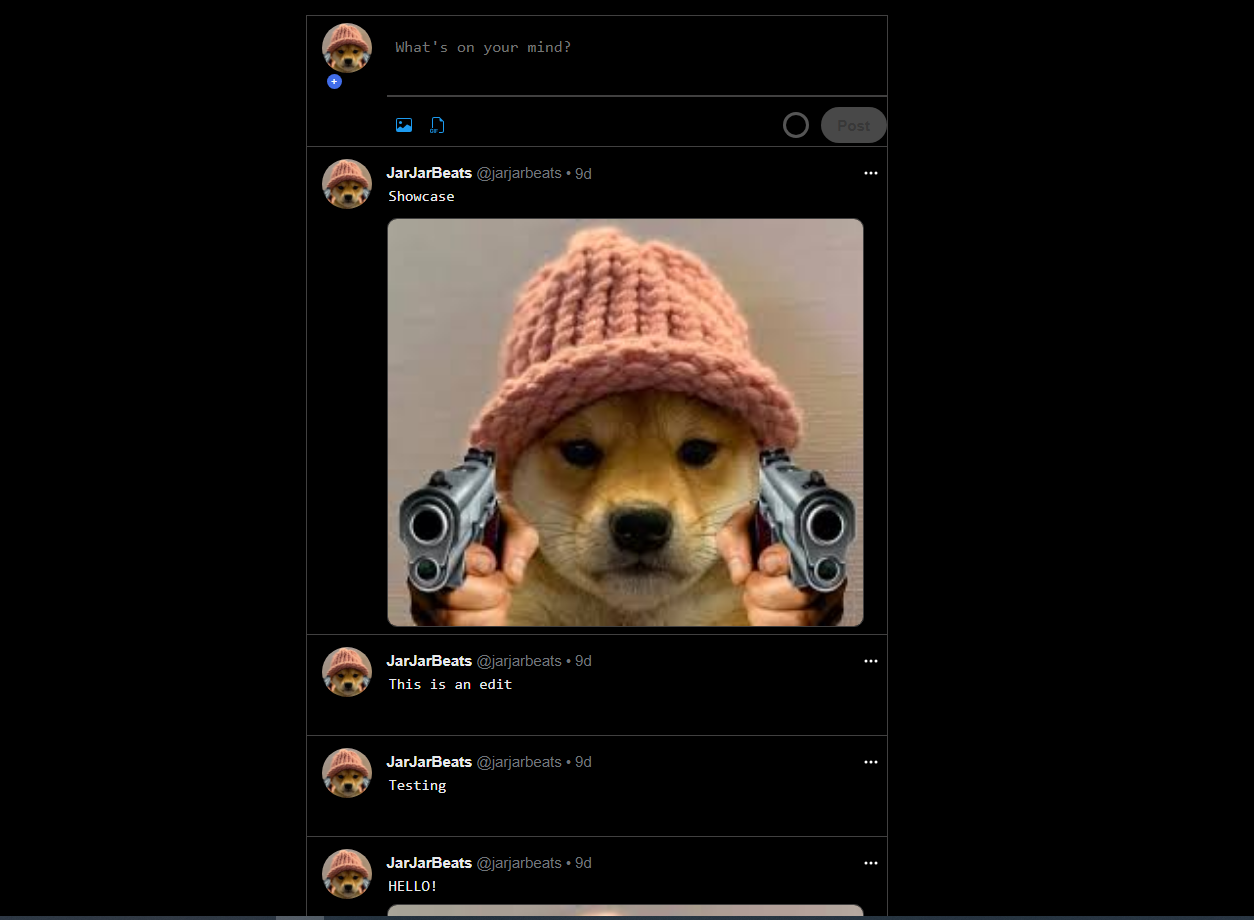 What's on your mind?
GIF
Post
JarJarBeats @jarjarbeats • 9d
Showcase
JarJarBeats @jarjarbeats • 9d
This is an edit
JarJarBeats @jarjarbeats • 9d
Testing
JarJarBeats @jarjarbeats • 9d
HELLO!